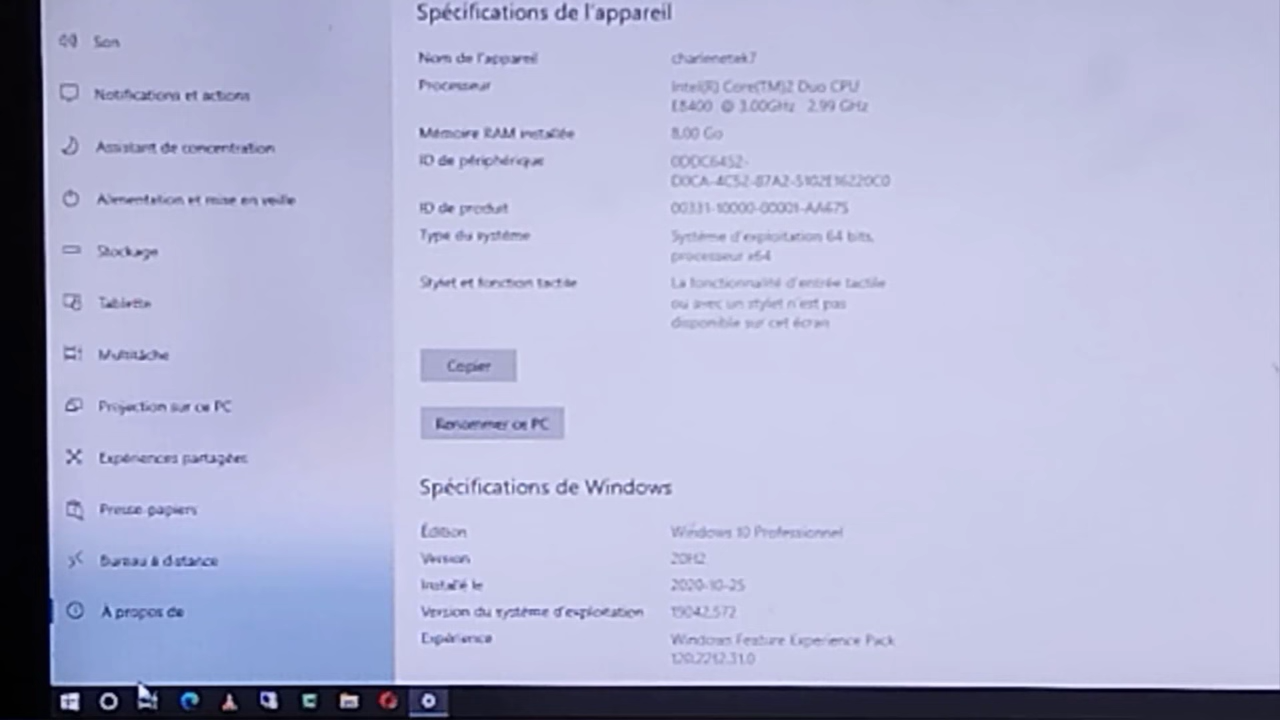 Son
Notifications et actions
Assistant de concentration
Alimentation et mise en veille
Stockage
Tablette
Multitâche
Projection sur ce PC
Expériences partagées
Presse-papiers
Bureau à distance
À propos de
Spécifications de l'appareil
Nom de l'appareil charlenetek7
Processeur Intel(R) Core(TM)2 Duo CPU
E8400 @ 3.00GHz 2.99 GHz
Mémoire RAM installée 8,00 Go
ID de périphérique
ID de produit 00331-10000-00001-AA675
Type du système Système d'exploitation 64 bits,
processeur x64
Stylet et fonction tactile La fonctionnalité d'entrée tactile
ou avec un stylet n'est pas
disponible sur cet écran
Copier
Renommer ce PC
Spécifications de Windows
Édition Windows 10 Professionnel
Version 20H2
Installé le 2020-10-25
Version du système d'exploitation 19042.572
Expérience Windows Feature Experience Pack
120.2212.31.0